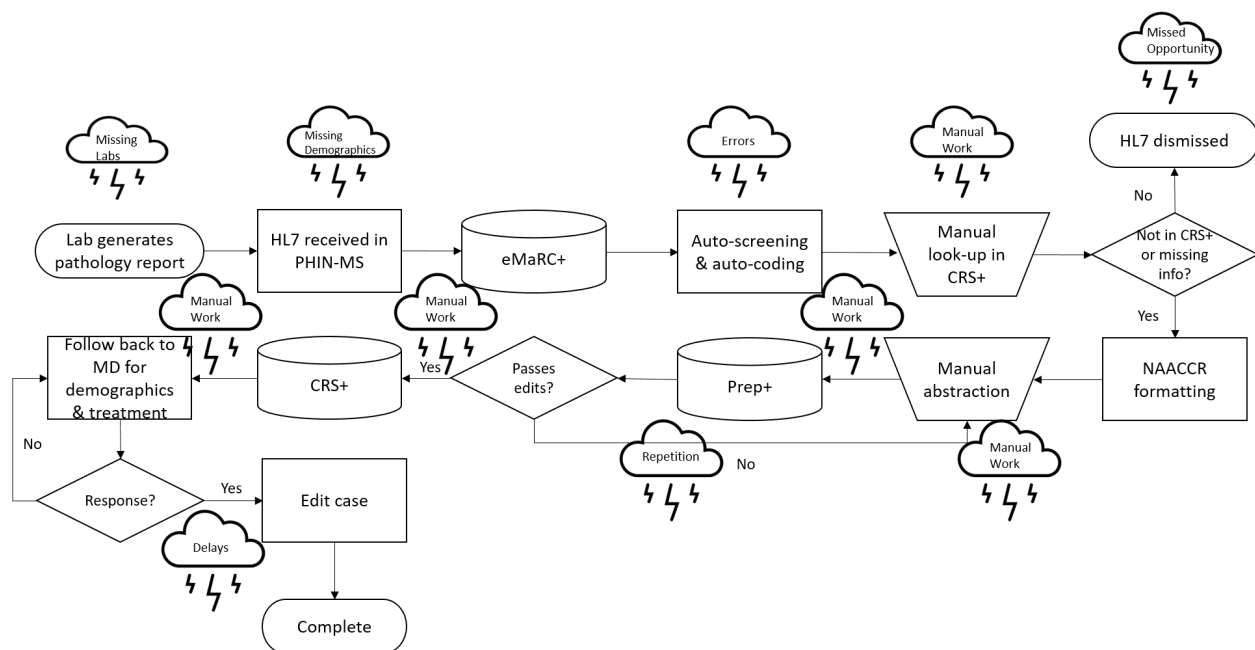 Missed
Opportunity
Missing
Labs
Missing
Demographics
Errors
Manual
Work
HL7 dismissed
No
Lab generates
pathology report
HL7 received in
PHIN-MS
eMaRC+
Auto-screening
& auto-coding
Manual
look-up in
CRS+
Not in CRS+
or missing
info?
Manual
Work
Manual
Work
Manual
Work
Yes
Follow back to
MD for
demographics
& treatment
CRS+
Yes
Passes
edits?
Prep+
Manual
abstraction
NAACCR
formatting
No
Repetition
No
Manual
Work
Response?
Yes
Edit case
Delays
Complete